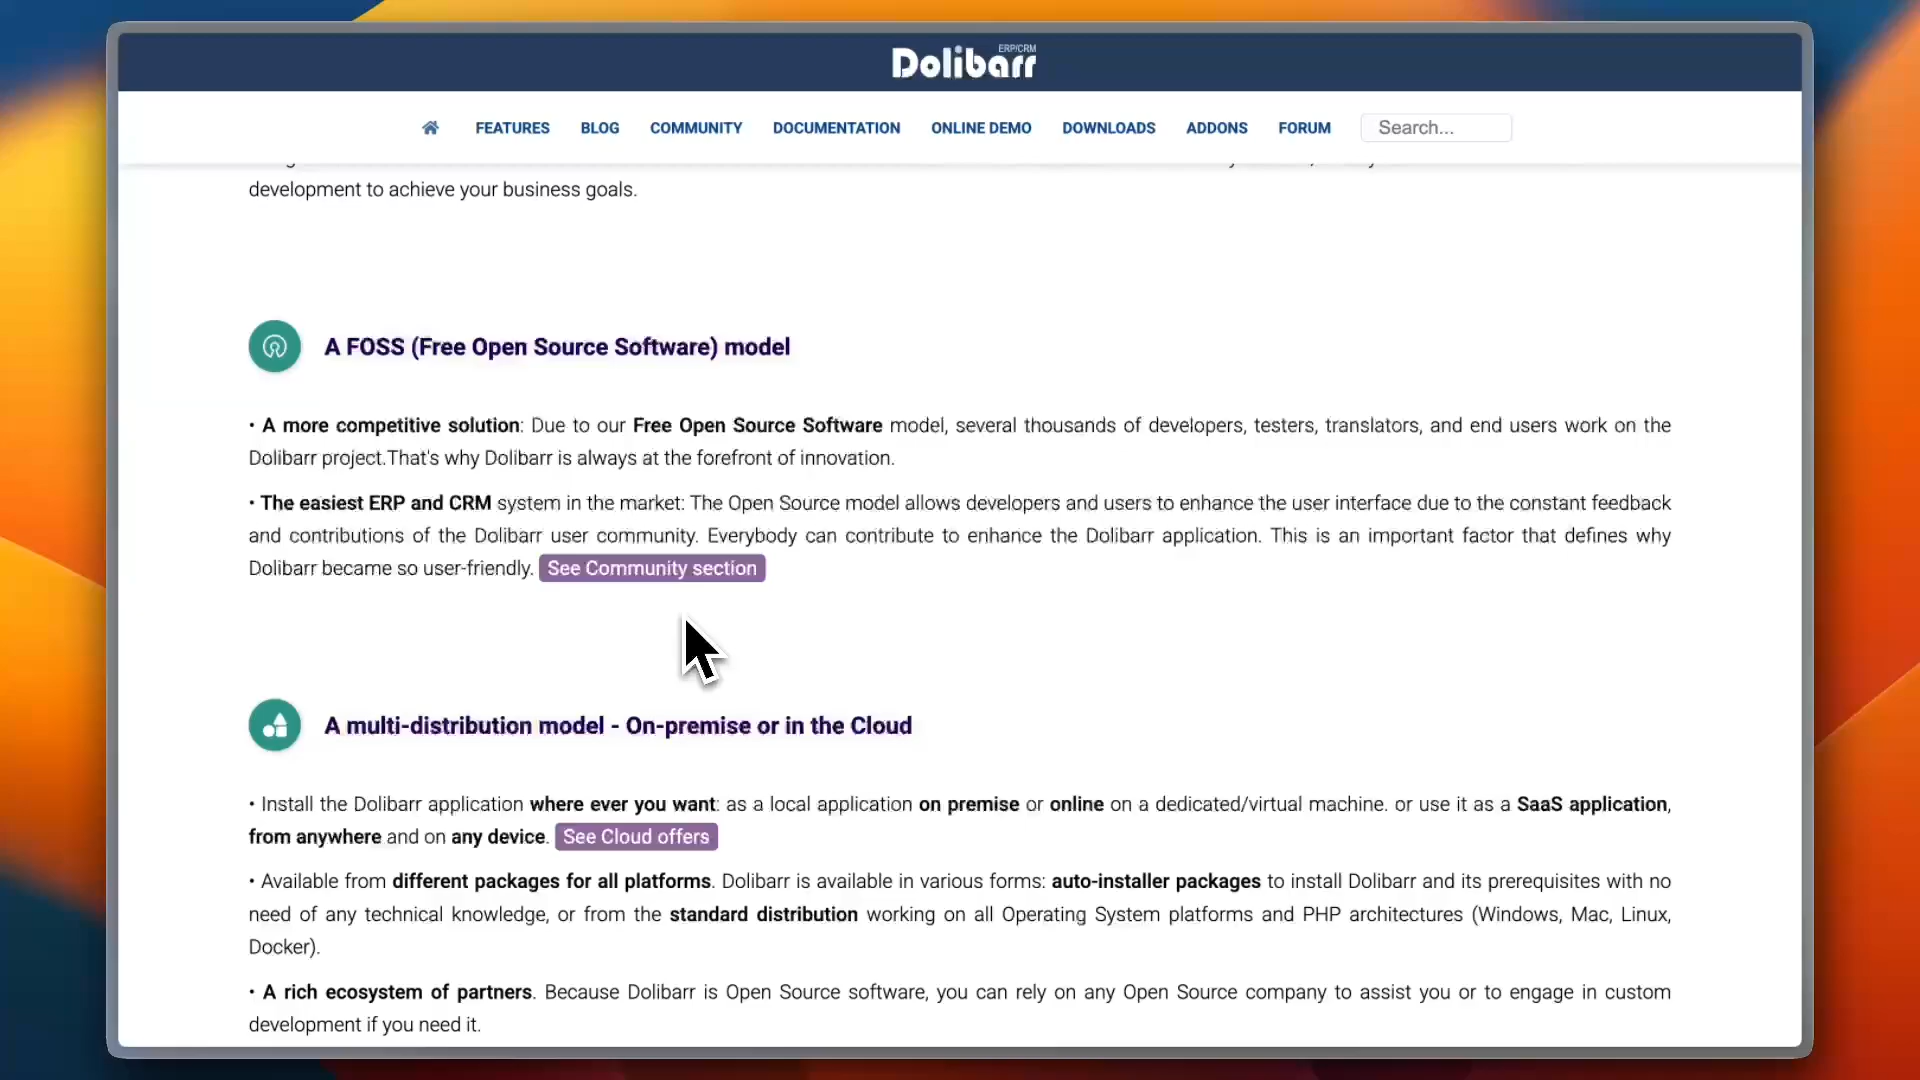 ERP/CRM
Dolibarr
FEATURES BLOG COMMUNITY DOCUMENTATION ONLINE DEMO DOWNLOADS ADDONS FORUM Search...
development to achieve your business goals.
A FOSS (Free Open Source Software) model
• A more competitive solution: Due to our Free Open Source Software model, several thousands of developers, testers, translators, and end users work on the
Dolibarr project.That's why Dolibarr is always at the forefront of innovation.
• The easiest ERP and CRM system in the market: The Open Source model allows developers and users to enhance the user interface due to the constant feedback
and contributions of the Dolibarr user community. Everybody can contribute to enhance the Dolibarr application. This is an important factor that defines why
Dolibarr became so user-friendly. See Community section
A multi-distribution model - On-premise or in the Cloud
• Install the Dolibarr application where ever you want: as a local application on premise or online on a dedicated/virtual machine. or use it as a SaaS application,
from anywhere and on any device. See Cloud offers
• Available from different packages for all platforms. Dolibarr is available in various forms: auto-installer packages to install Dolibarr and its prerequisites with no
need of any technical knowledge, or from the standard distribution working on all Operating System platforms and PHP architectures (Windows, Mac, Linux,
Docker).
• A rich ecosystem of partners. Because Dolibarr is Open Source software, you can rely on any Open Source company to assist you or to engage in custom
development if you need it.